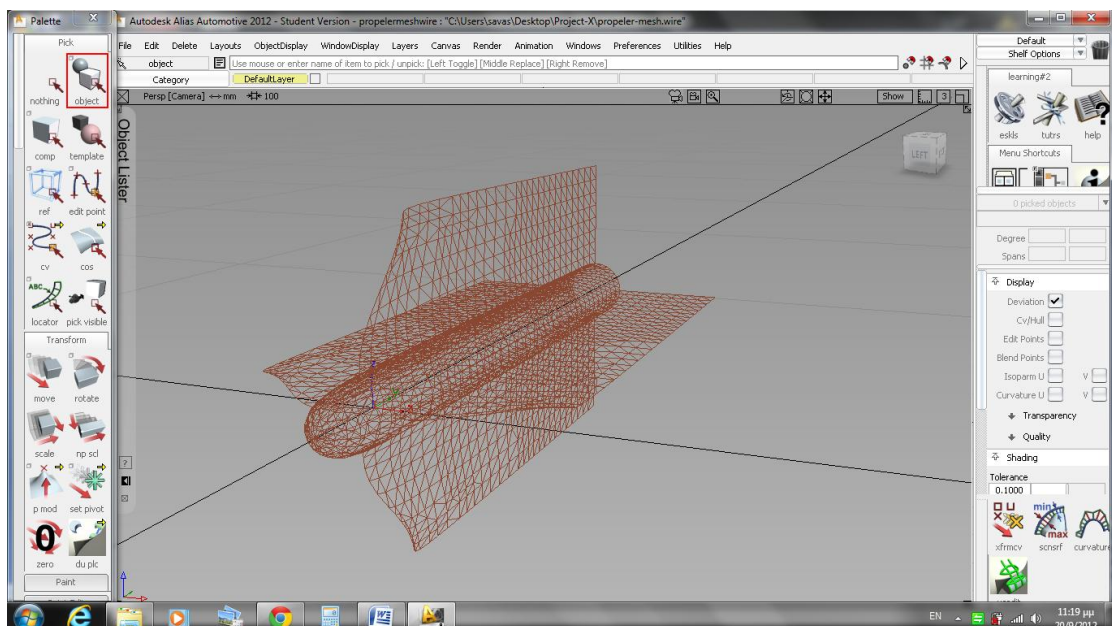 Palette
Autodesk Alias Automotive 2012 - Student Version - propelermeshwire : "C:\Users\savas\Desktop\Project-X\propeler-mesh.wire"
Pick
nothing object
comp template
ref edit point
cv cos
ABC
locator pick visible
Transform
move rotate
scale np scl
p mod set pivot
0
zero du plc
Paint
File Edit Delete Layouts ObjectDisplay WindowDisplay Layers Canvas Render Animation Windows Preferences Utilities Help
object Use mouse or enter name of item to pick / unpick: [Left Toggle] [Middle Replace] [Right Remove]
Category DefaultLayer
Persp [Camera] mm 100 Show 3
Object Lister
LEFT
?
Default
Shelf Options
learning#2
eskls tutrs help
Menu Shortcuts
0 picked objects
Degree
Spans
Display
Deviation
Cv/Hull
Edit Points
Blend Points
Isoparm U V
Curvature U V
Transparency
Quality
Shading
Tolerance
0.1000
min
max
xfrmcv scnsrf curvature
EN 11:19 μμ
20/9/2012